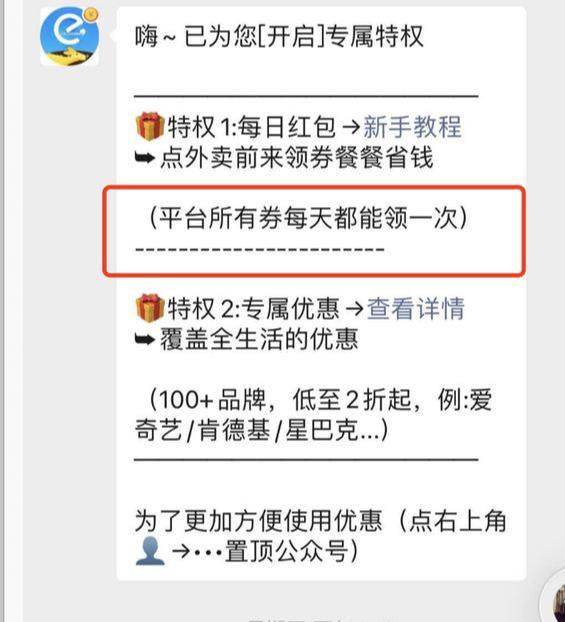 嗨~ 已为您[开启]专属特权
特权1:每日红包→新手教程
➥点外卖前来领券餐餐省钱
（平台所有券每天都能领一次）
-----------------------
特权2:专属优惠→查看详情
➥覆盖全生活的优惠
（100+品牌，低至2折起，例:爱
奇艺/肯德基/星巴克...）
为了更加方便使用优惠（点右上角
👤→•••置顶公众号）